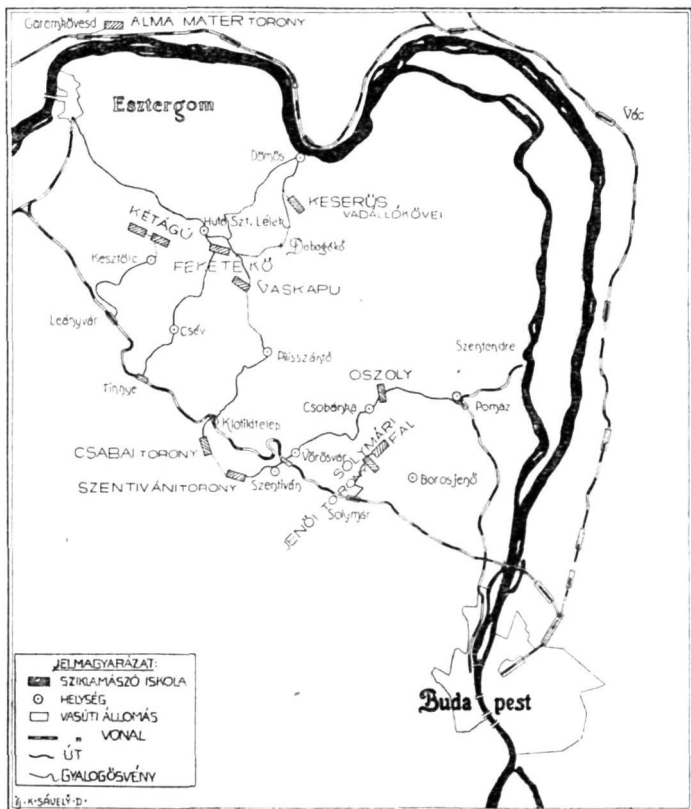 Garamkövesd ALMA MATER TORONY
Esztergom
Vác
Dömös
KESERŰS
VADÁLLÓKÖVEI
KÉTÁGÚ
Huta Szt. Lélek
Dobogókő
Kesztölc
FEKETE KŐ
VASKAPU
Leányvár
Csév
Pilisszántó
Szentendre
Tinnye
OSZOLY
Csobánka
Pomáz
Klotildtelep
CSABAI TORONY
Vörösvár
SOLYMÁRI
FAL
SZENTIVÁNI TORONY
Szentiván
JENŐI TORONY
Solymár
Borosjenő
JELMAGYARÁZAT:
SZIKLAMÁSZÓ ISKOLA
HELYSÉG
VASÚTI ÁLLOMÁS
" VONAL
ÚT
GYALOGÖSVÉNY
Buda pest
K·SÁVELY·D·